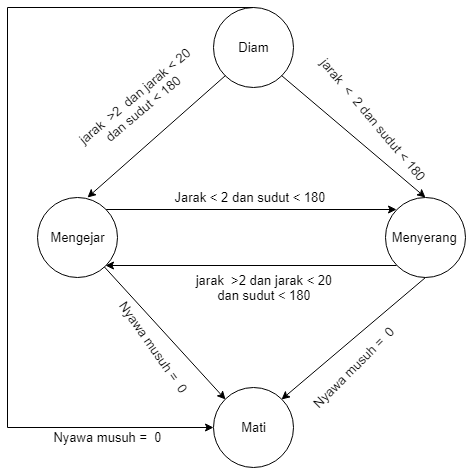 Diam
jarak >2 dan jarak < 20
dan sudut < 180
jarak < 2 dan sudut < 180
Jarak < 2 dan sudut < 180
Mengejar
Menyerang
jarak >2 dan jarak < 20
dan sudut < 180
Nyawa musuh = 0
Nyawa musuh = 0
Mati
Nyawa musuh = 0